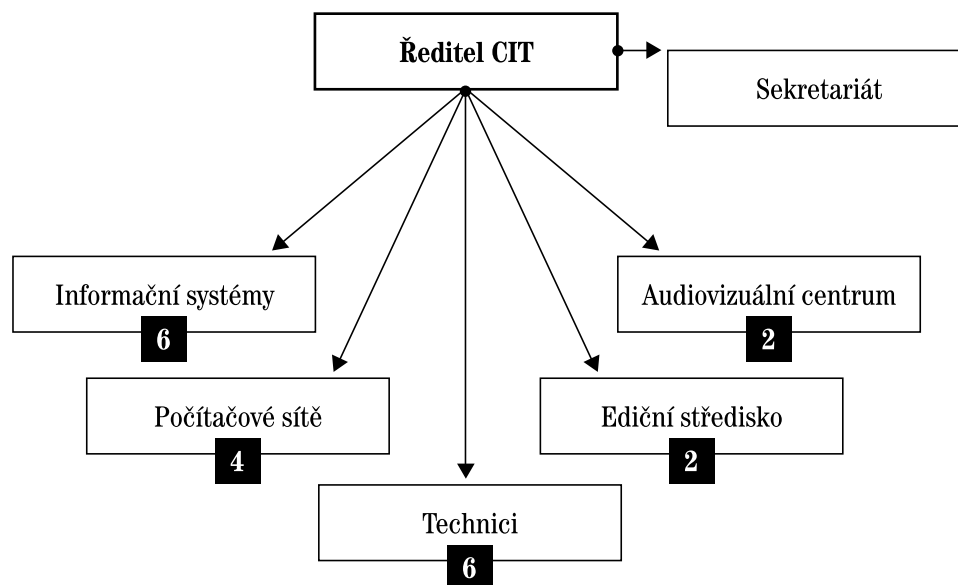 Ředitel CIT
Sekretariát
Informační systémy
6
Audiovizuální centrum
2
Počítačové sítě
4
Ediční středisko
2
Technici
6